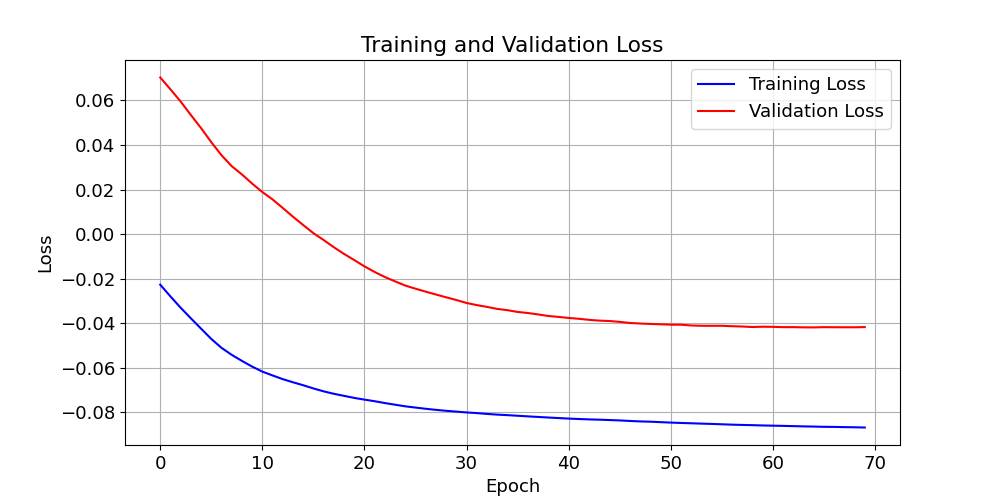 Training and Validation Loss
Training Loss
Validation Loss
0.06
0.04
0.02
0.00
−0.02
−0.04
−0.06
−0.08
Loss
0 10 20 30 40 50 60 70
Epoch